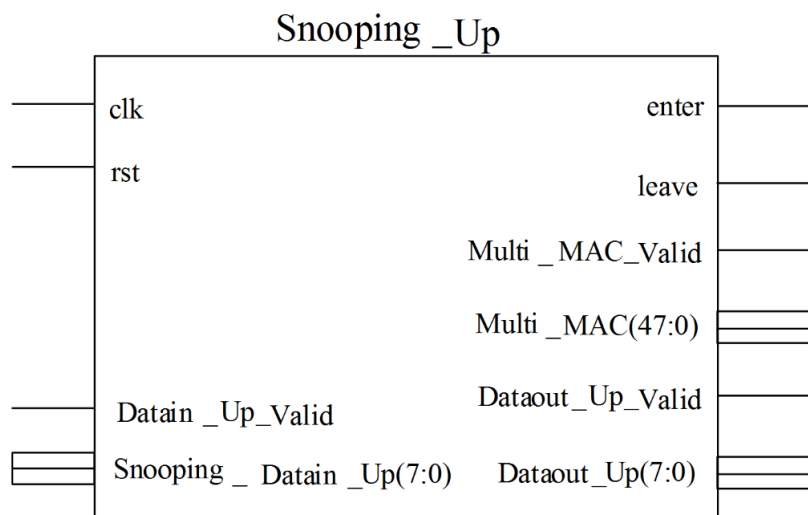 Snooping _Up
clk
enter
rst
leave
Multi _ MAC_Valid
Multi _MAC(47:0)
Datain _Up_Valid
Dataout_Up_Valid
Snooping _ Datain _Up(7:0)
Dataout_Up(7:0)